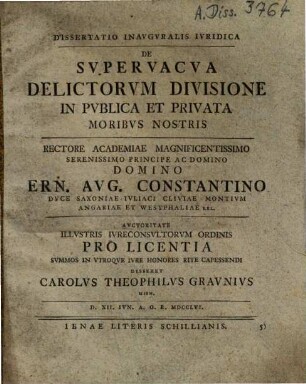 A. Diss. 3764
DISSERTATIO INAVGVRALIS IVRIDICA
DE
SVPERVACVA
DELICTORVM DIVISIONE
IN PVBLICA ET PRIVATA
MORIBVS NOSTRIS
RECTORE ACADEMIAE MAGNIFICENTISSIMO
SERENISSIMO PRINCIPE AC DOMINO
DOMINO
ERN. AVG. CONSTANTINO
DVCE SAXONIAE IVLIACI CLIVIAE MONTIVM
ANGARIAE ET WESTPHALIAE REL.
AVCTORITATE
ILLVSTRIS IVRECONSVLTORVM ORDINIS
PRO LICENTIA
SVMMOS IN VTROQVE IVRE HONORES RITE CAPESSENDI
DISSERET
CAROLVS THEOPHILVS GRAVNIVS
D. XII. IVN. A. O. R. MDCCLVI.
IENAE LITERIS SCHILLIANIS.